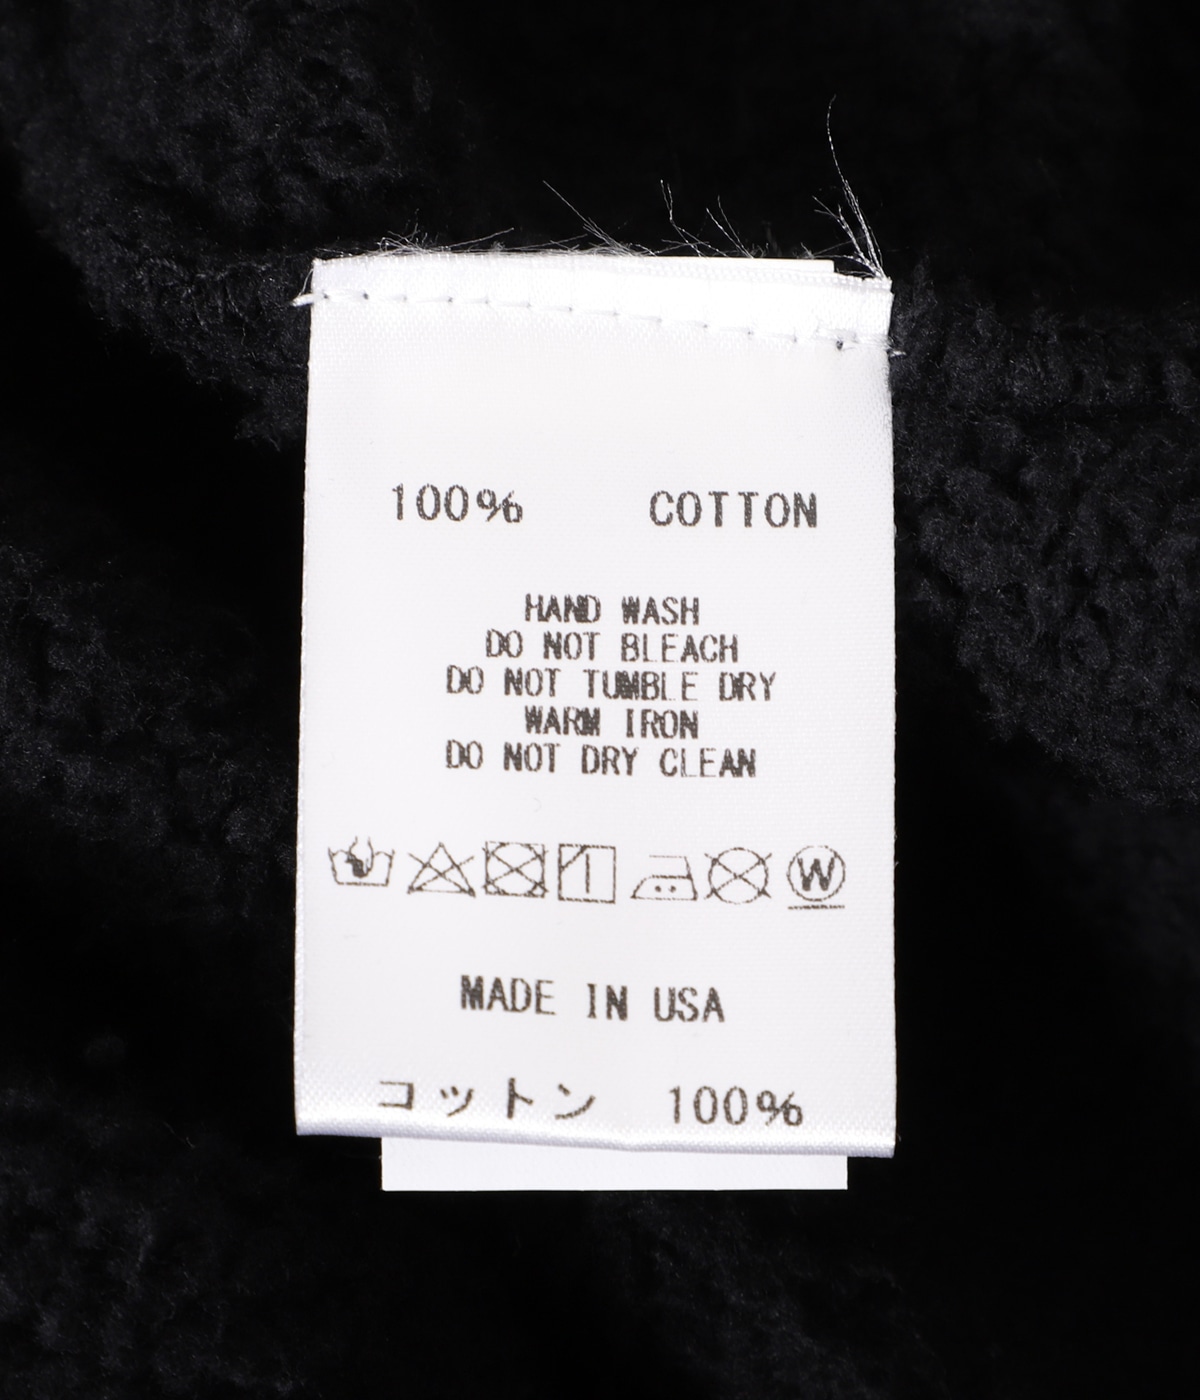 100% COTTON
HAND WASH
DO NOT BLEACH
DO NOT TUMBLE DRY
WARM IRON
DO NOT DRY CLEAN
W
MADE IN USA
コットン 100%